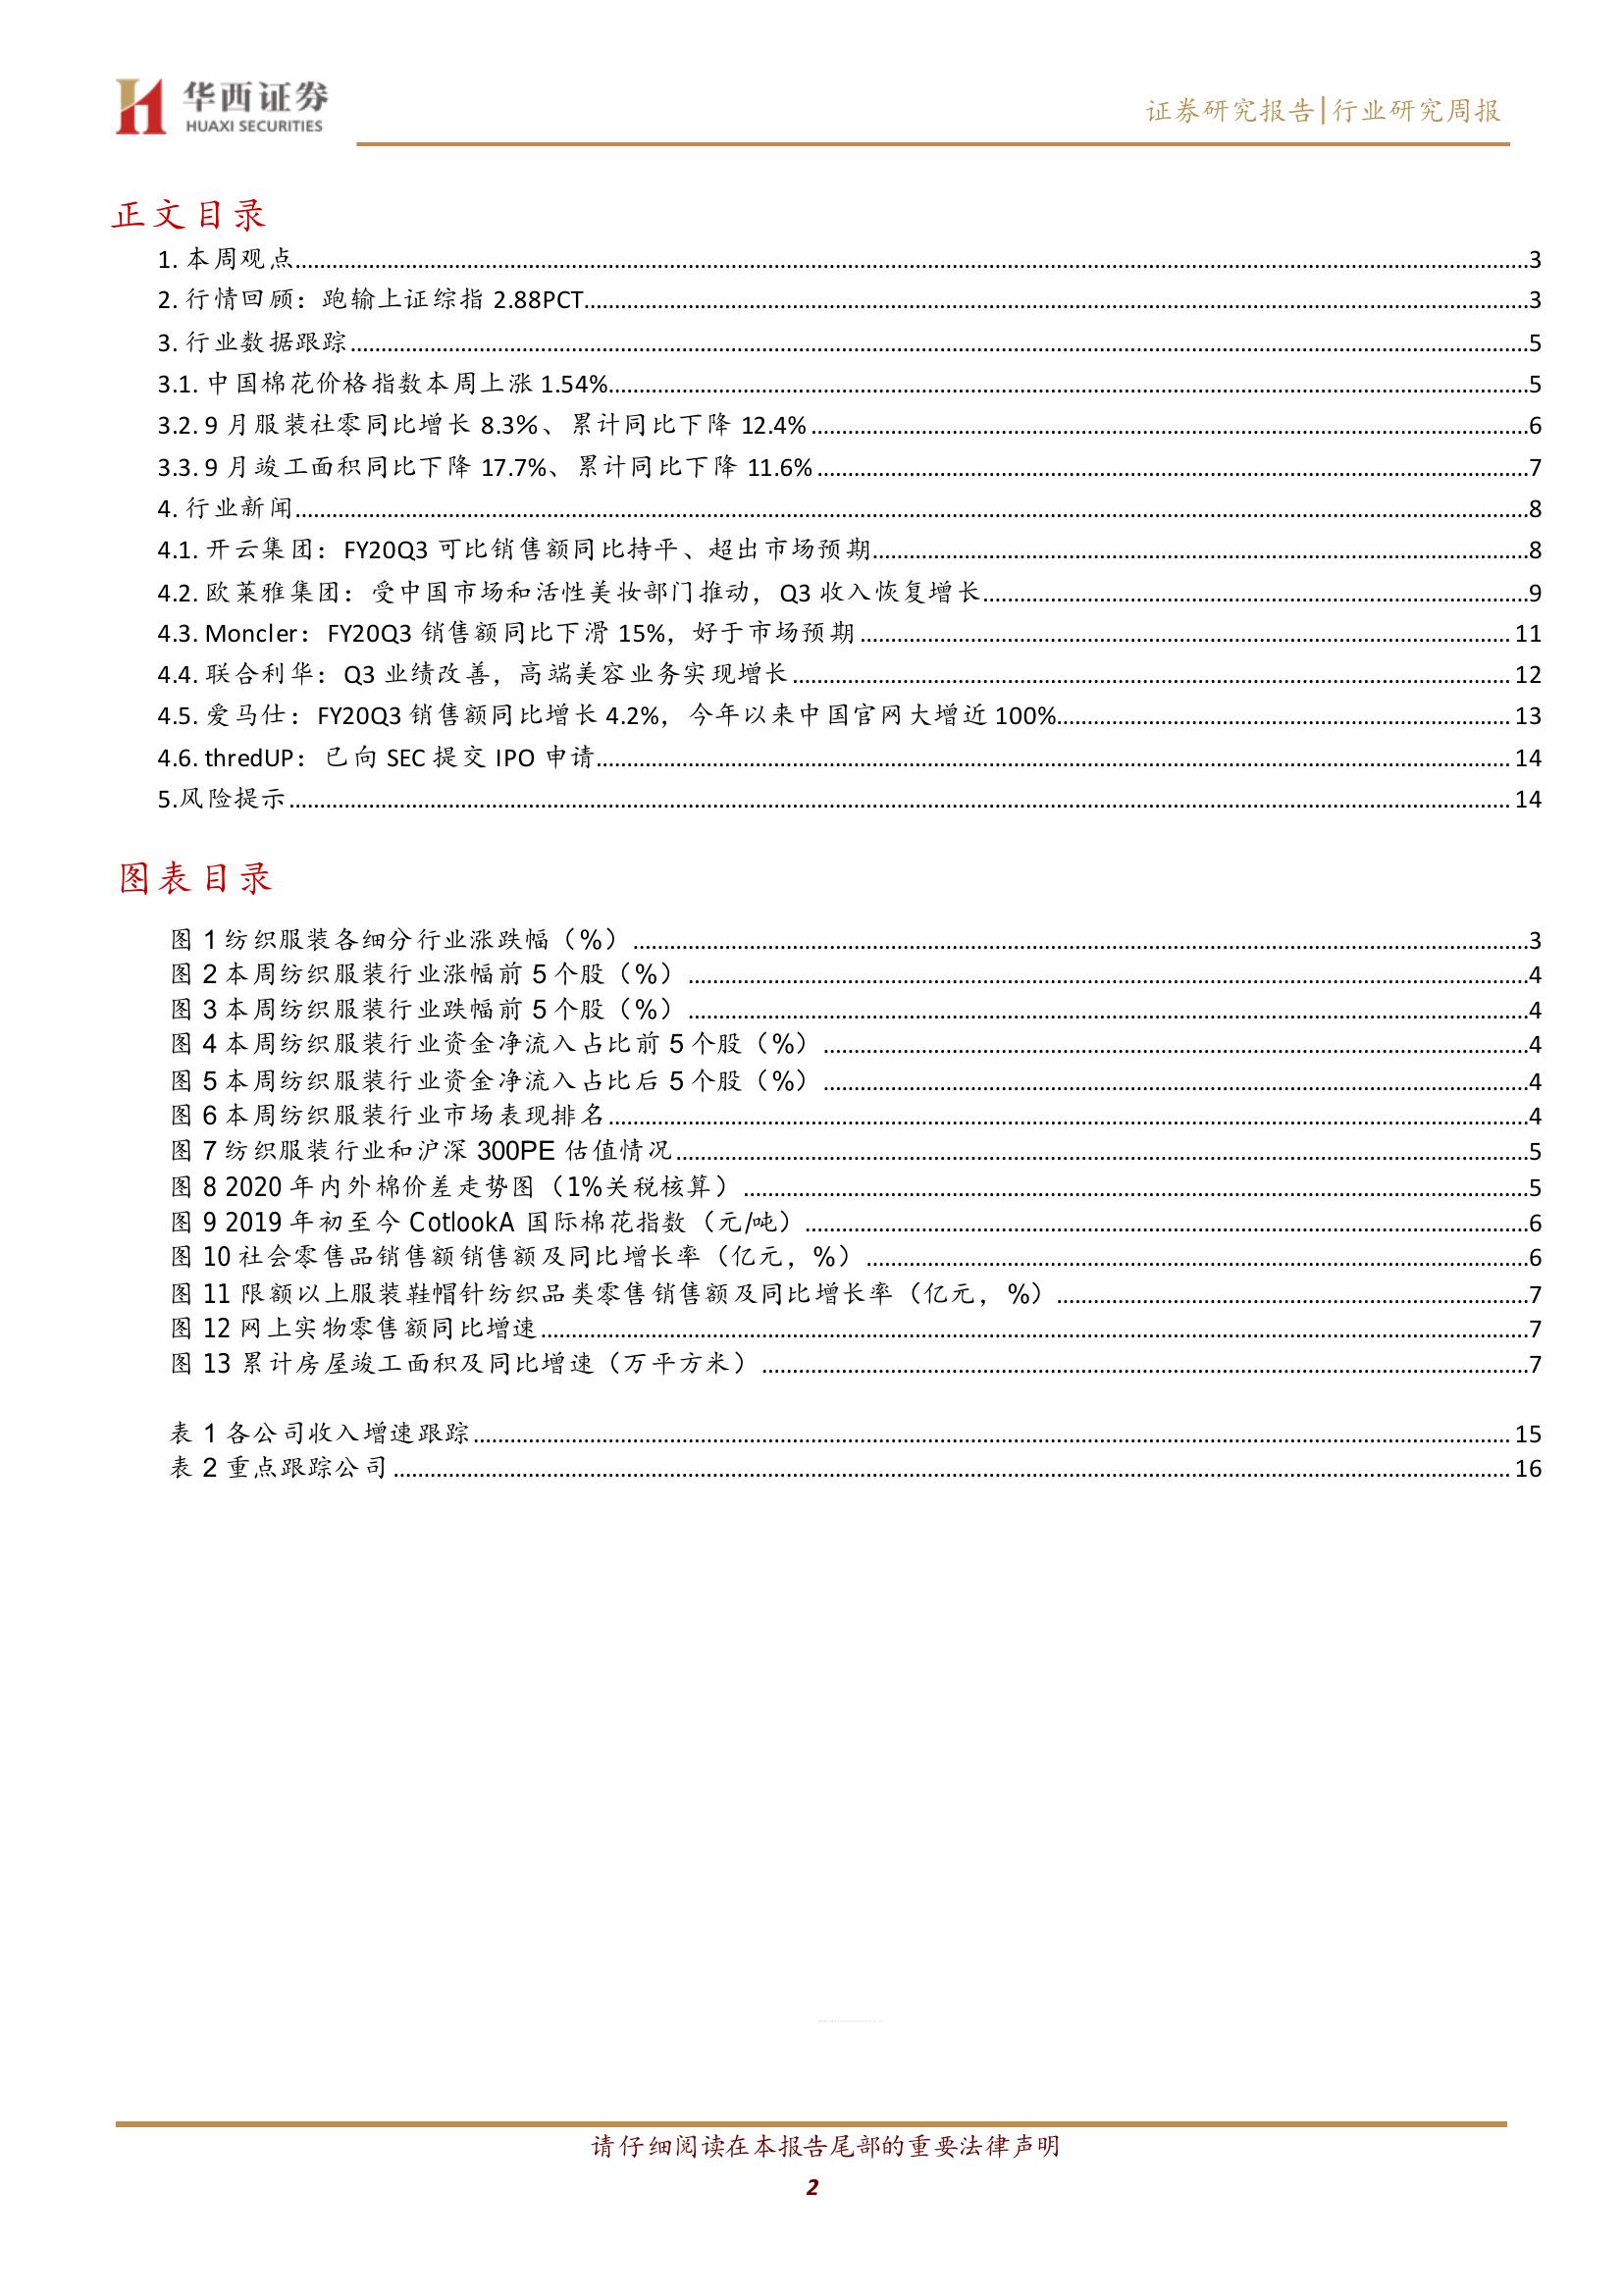 华西证券
HUAXI SECURITIES
证券研究报告|行业研究周报
正文目录
1. 本周观点........3
2. 行情回顾：跑输上证综指 2.88PCT........3
3. 行业数据跟踪........5
3.1. 中国棉花价格指数本周上涨 1.54%........5
3.2. 9 月服装社零同比增长 8.3%、累计同比下降 12.4%........6
3.3. 9 月竣工面积同比下降 17.7%、累计同比下降 11.6%........7
4. 行业新闻........8
4.1. 开云集团：FY20Q3 可比销售额同比持平、超出市场预期........8
4.2. 欧莱雅集团：受中国市场和活性美妆部门推动，Q3 收入恢复增长........9
4.3. Moncler：FY20Q3 销售额同比下滑 15%，好于市场预期........11
4.4. 联合利华：Q3 业绩改善，高端美容业务实现增长........12
4.5. 爱马仕：FY20Q3 销售额同比增长 4.2%，今年以来中国官网大增近 100%........13
4.6. thredUP：已向 SEC 提交 IPO 申请........14
5.风险提示........14
图表目录
图 1 纺织服装各细分行业涨跌幅（%）........3
图 2 本周纺织服装行业涨幅前 5 个股（%）........4
图 3 本周纺织服装行业跌幅前 5 个股（%）........4
图 4 本周纺织服装行业资金净流入占比前 5 个股（%）........4
图 5 本周纺织服装行业资金净流入占比后 5 个股（%）........4
图 6 本周纺织服装行业市场表现排名........4
图 7 纺织服装行业和沪深 300PE 估值情况........5
图 8 2020 年内外棉价差走势图（1%关税核算）........5
图 9 2019 年初至今 CotlookA 国际棉花指数（元/吨）........6
图 10 社会零售品销售额销售额及同比增长率（亿元，%）........6
图 11 限额以上服装鞋帽针纺织品类零售销售额及同比增长率（亿元，%）........7
图 12 网上实物零售额同比增速........7
图 13 累计房屋竣工面积及同比增速（万平方米）........7
表 1 各公司收入增速跟踪........15
表 2 重点跟踪公司........16
请仔细阅读在本报告尾部的重要法律声明
2